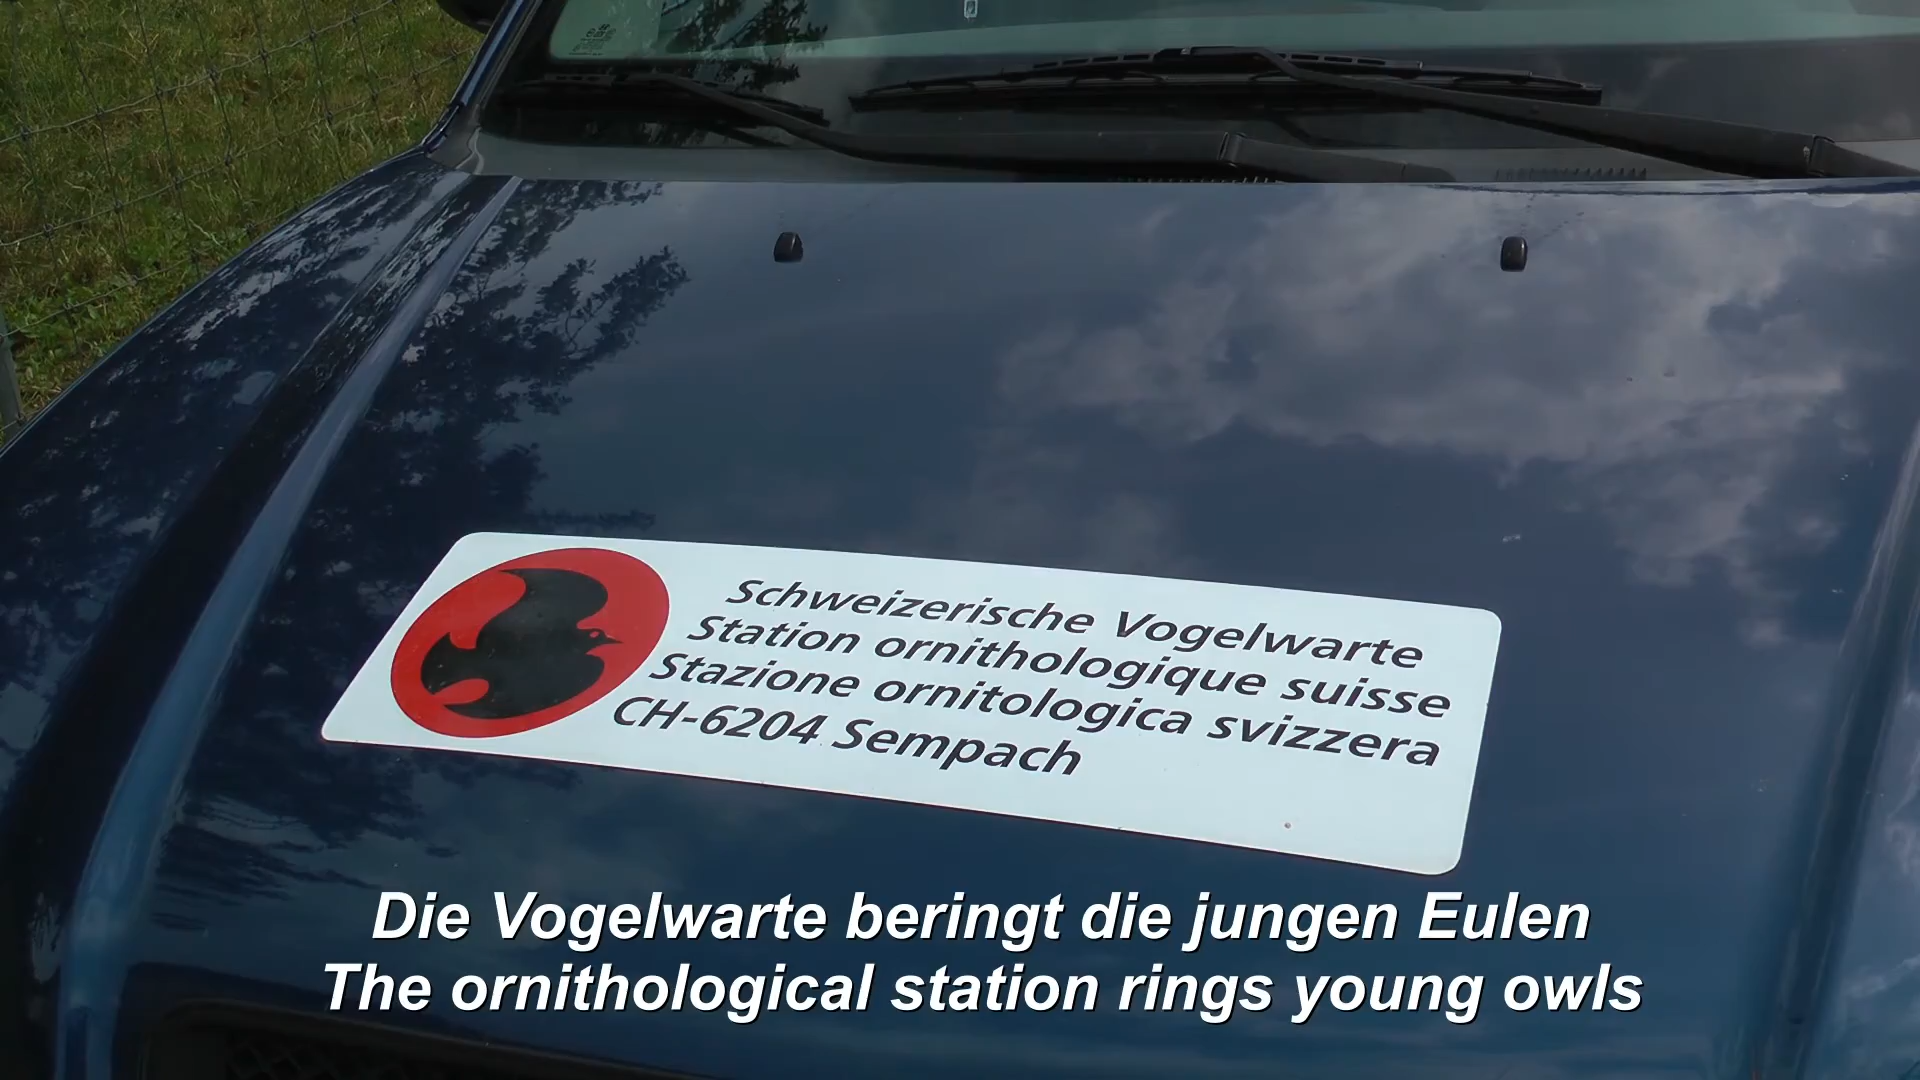 Schweizerische Vogelwarte
Station ornithologique suisse
Stazione ornitologica svizzera
CH-6204 Sempach
Die Vogelwarte beringt die jungen Eulen
The ornithological station rings young owls